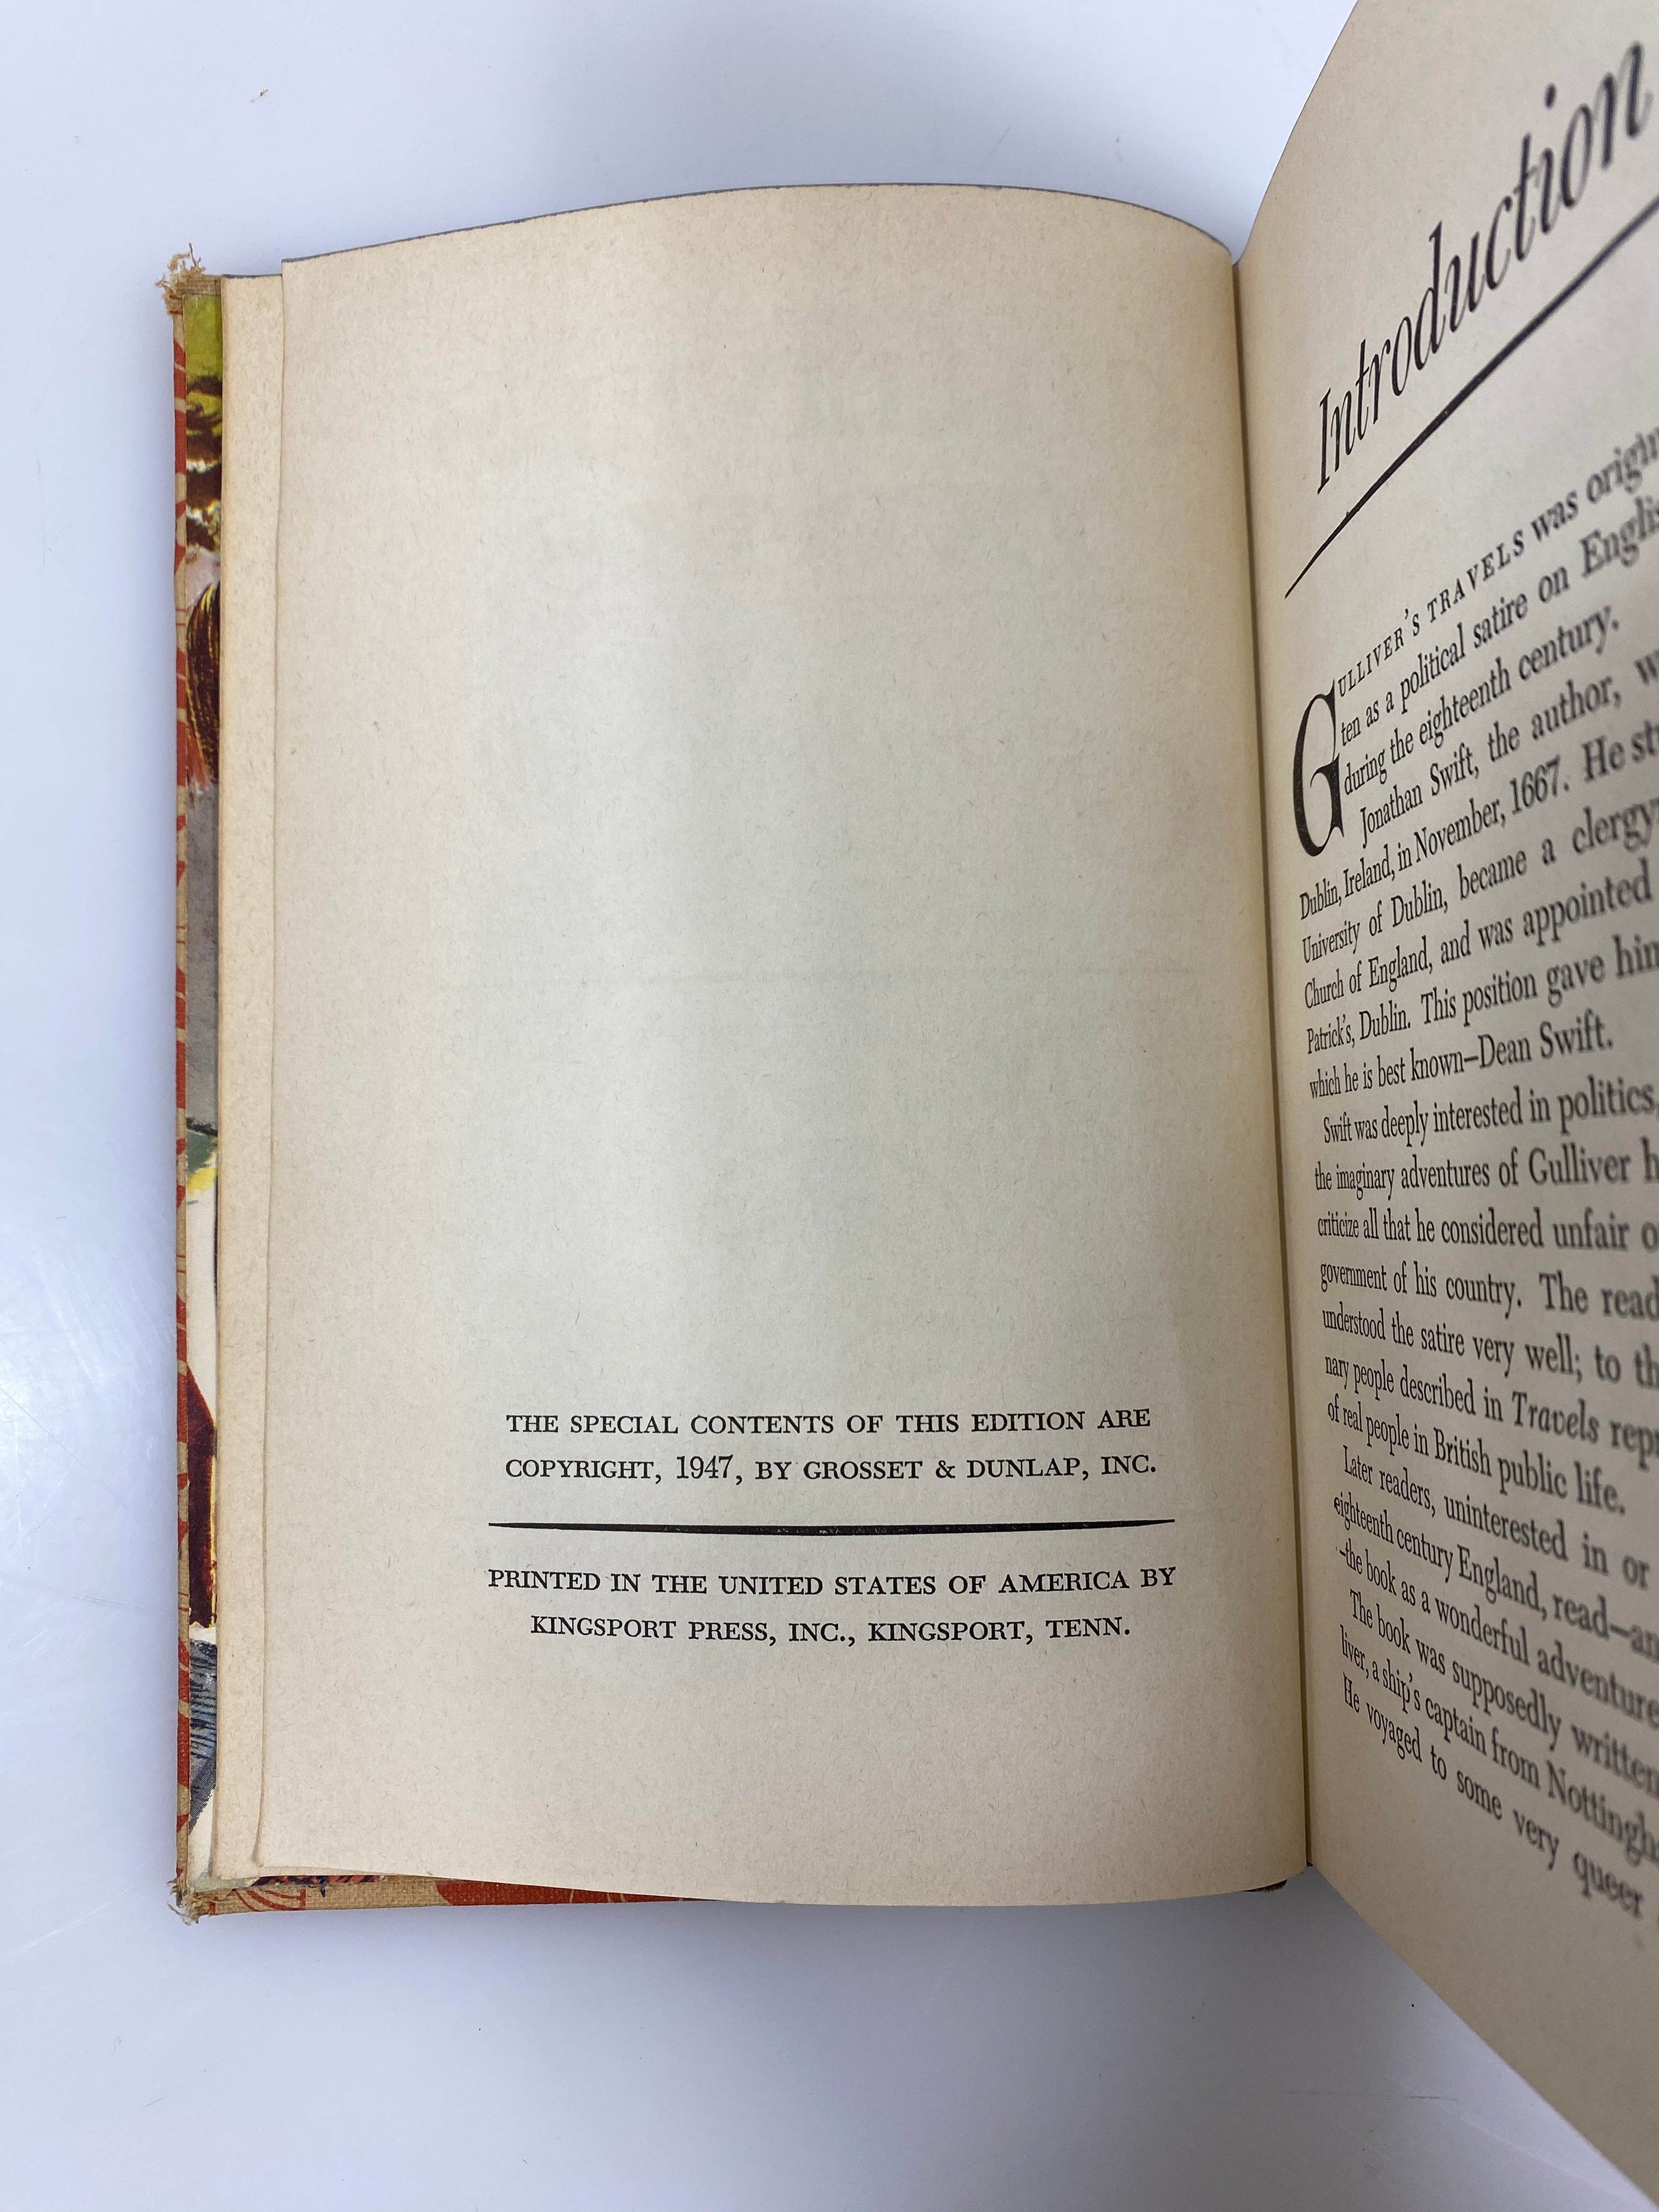 THE SPECIAL CONTENTS OF THIS EDITION ARE
COPYRIGHT, 1947, BY GROSSET & DUNLAP, INC.
PRINTED IN THE UNITED STATES OF AMERICA BY
KINGSPORT PRESS, INC., KINGSPORT, TENN.
Introduction
GULLIVER'S TRAVELS was origin
ten as a political satire on Englis
during the eighteenth century.
Jonathan Swift, the author, w
Dublin, Ireland, in November, 1667. He st
University of Dublin, became a clergy
Church of England, and was appointed
Patrick's, Dublin. This position gave him
which he is best known—Dean Swift.
Swift was deeply interested in politics,
the imaginary adventures of Gulliver h
criticize all that he considered unfair o
government of his country. The read
understood the satire very well; to th
nary people described in Travels repr
of real people in British public life.
Later readers, uninterested in or
eighteenth century England, read—an
—the book as a wonderful adventure
The book was supposedly written
liver, a ship's captain from Nottingh
He voyaged to some very queer